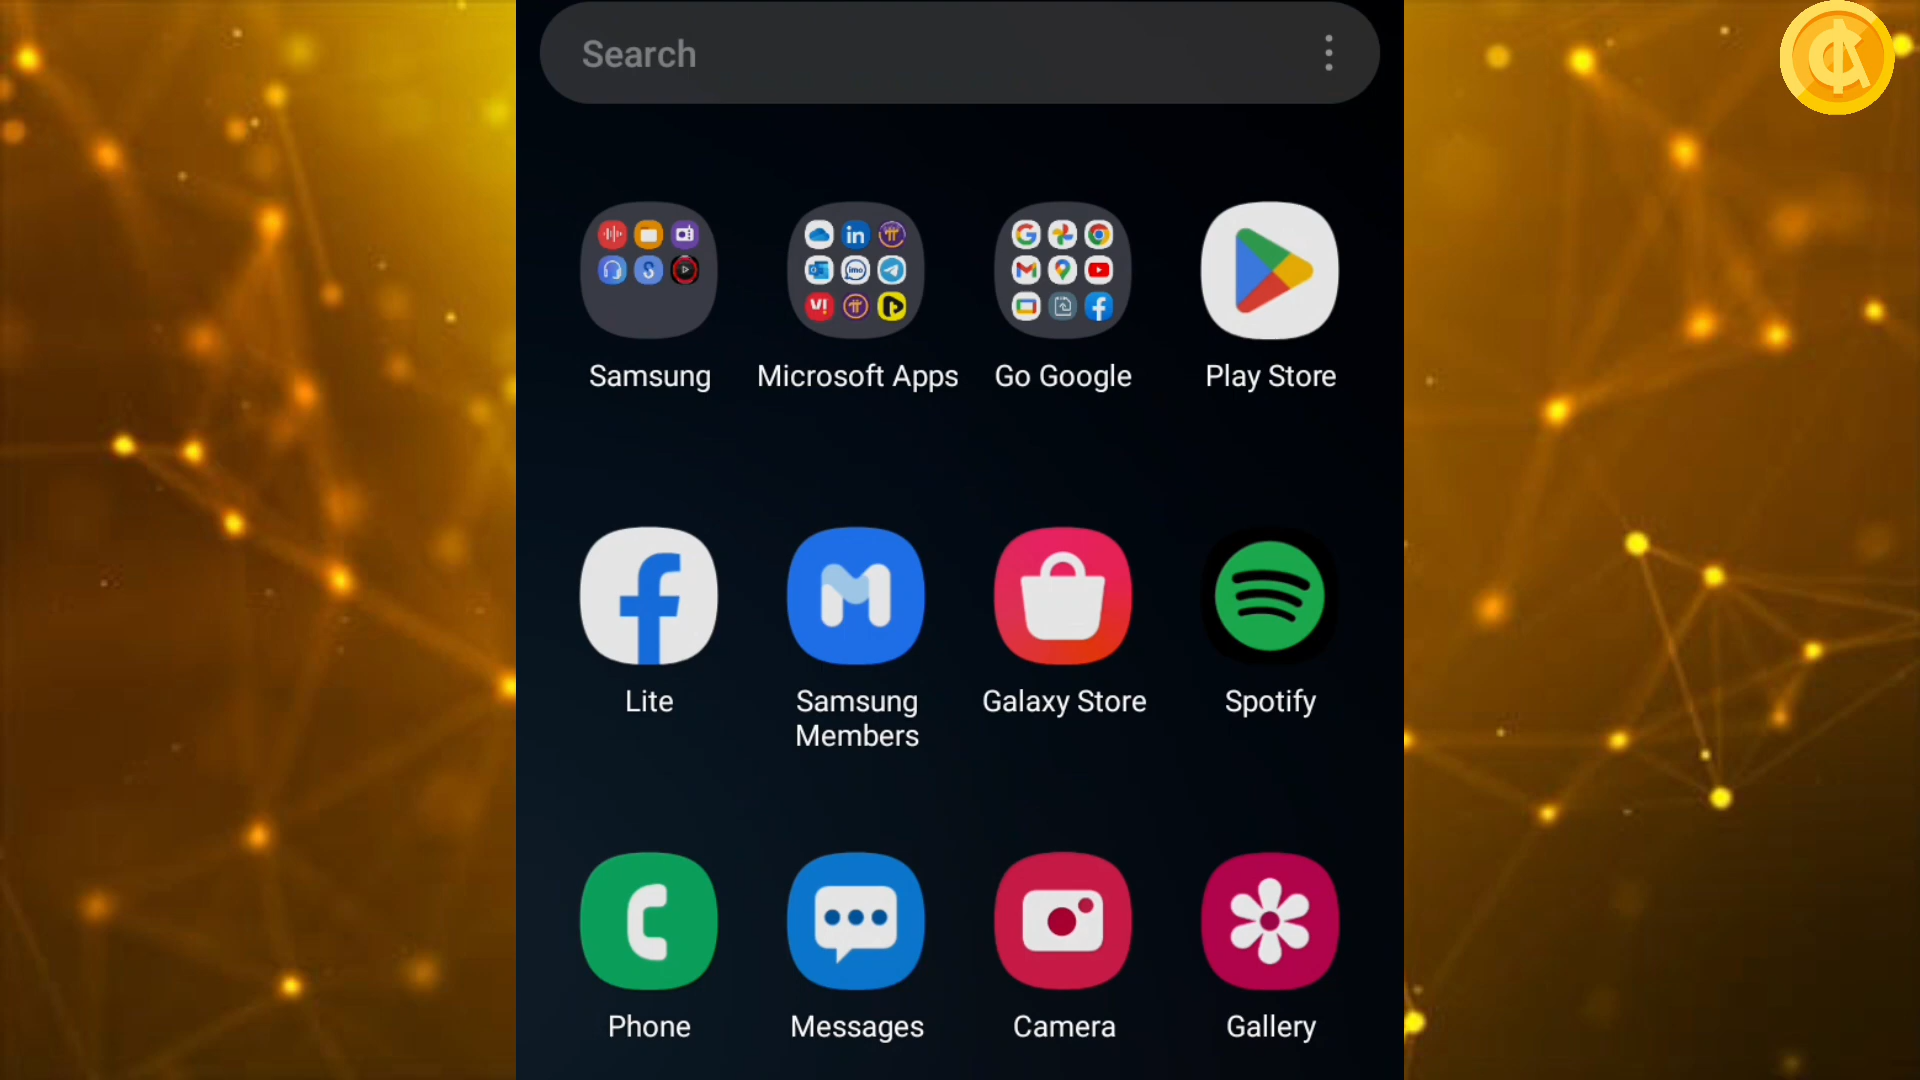 Search
Samsung
Microsoft Apps
Go Google
Play Store
Lite
Samsung
Members
Galaxy Store
Spotify
Phone
Messages
Camera
Gallery